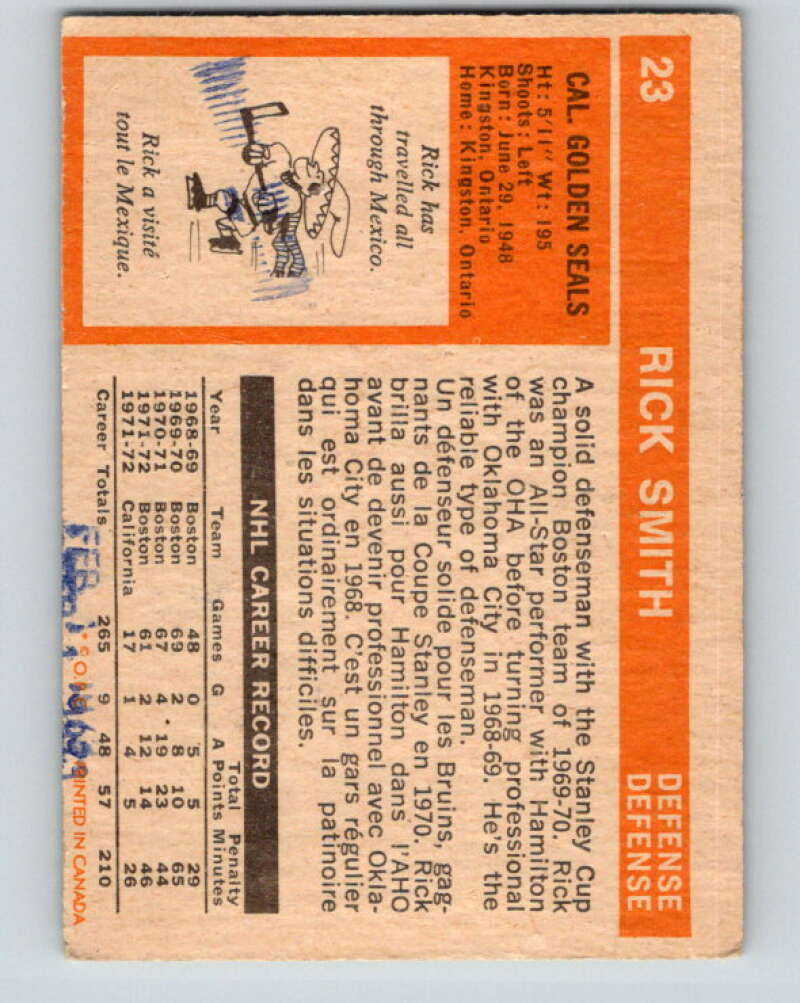 23 RICK SMITH DEFENSE
DEFENSE
CAL. GOLDEN SEALS
Ht: 5'11" Wt: 195
Shoots: Left
Born: June 29, 1948
Kingston, Ontario
Home: Kingston, Ontario
Rick has
travelled all
through Mexico.
Rick a visité
tout le Mexique.
A solid defenseman with the Stanley Cup
champion Boston team of 1969-70. Rick
was an All-Star performer with Hamilton
of the OHA before turning professional
with Oklahoma City in 1968-69. He's the
reliable type of defenseman.
Un défenseur solide pour les Bruins, gag-
nants de la Coupe Stanley en 1970. Rick
brilla aussi pour Hamilton dans l'AHO
avant de devenir professionnel avec Okla-
homa City en 1968. C'est un gars régulier
qui est ordinairement sur la patinoire
dans les situations difficiles.
NHL CAREER RECORD
Total Penalty
Year Team Games G A Points Minutes
1968-69 Boston 48 0 5 5 29
1969-70 Boston 69 2 8 10 65
1970-71 Boston 67 4 19 23 44
1971-72 Boston 61 2 12 14 46
1971-72 California 17 1 4 5 26
Career Totals 265 9 48 57 210
PRINTED IN CANADA